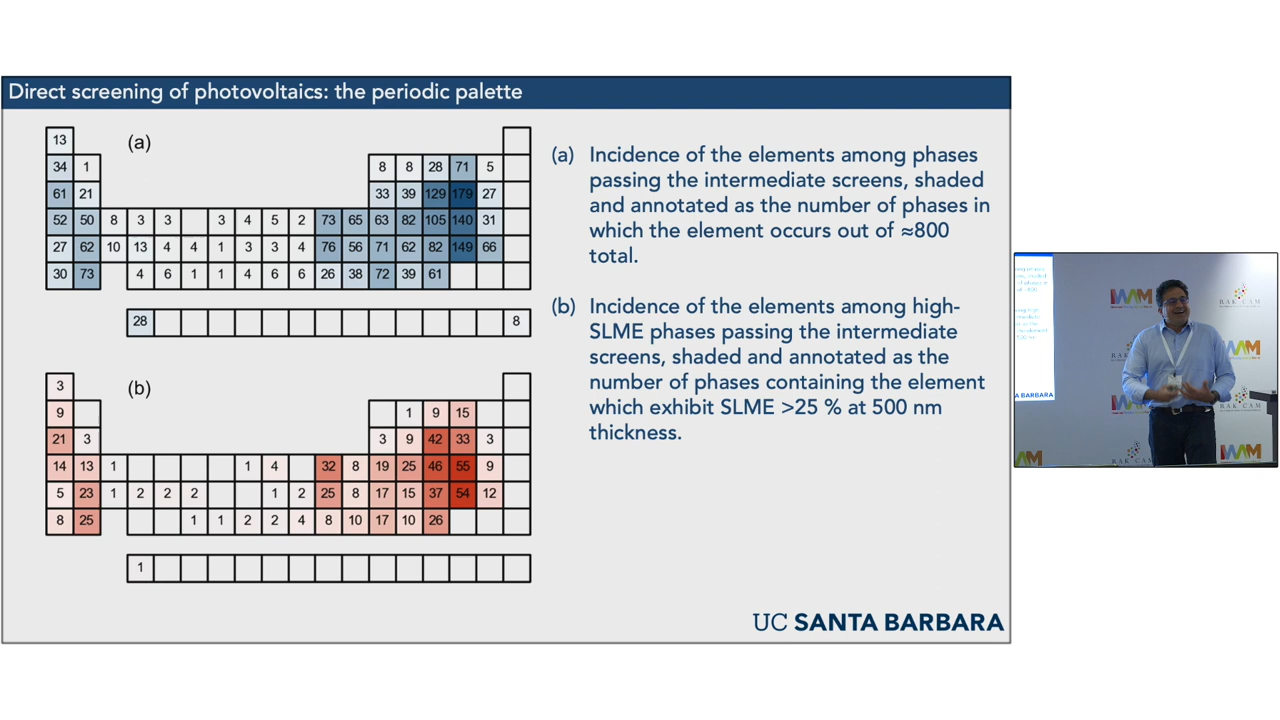 Direct screening of photovoltaics: the periodic palette
(a)
13
34 1 8 8 28 71 5
61 21 33 39 129 179 27
52 50 8 3 3 3 4 5 2 73 65 63 82 105 140 31
27 62 10 13 4 4 1 3 3 4 76 56 71 62 82 149 66
30 73 4 6 1 1 4 6 6 26 38 72 39 61
28 8
(b)
3
9 1 9 15
21 3 3 9 42 33 3
14 13 1 1 4 32 8 19 25 46 55 9
5 23 1 2 2 2 1 2 25 8 17 15 37 54 12
8 25 1 1 2 2 4 8 10 17 10 26
1
(a) Incidence of the elements among phases
passing the intermediate screens, shaded
and annotated as the number of phases in
which the element occurs out of ≈800
total.
(b) Incidence of the elements among high-
SLME phases passing the intermediate
screens, shaded and annotated as the
number of phases containing the element
which exhibit SLME >25 % at 500 nm
thickness.
UC SANTA BARBARA
IWAM
RAK CAM
A BARBARA
RAK CAM
AM
RAK CAM